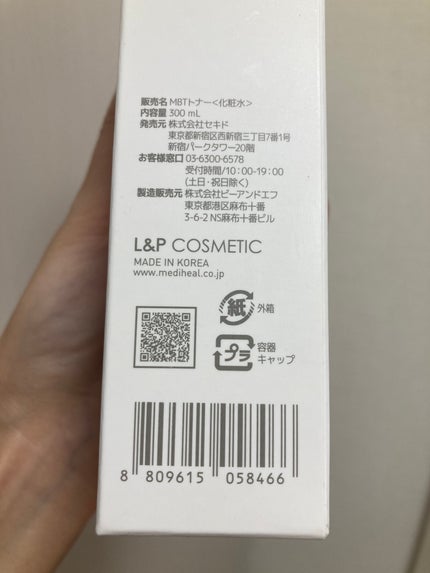 販売名 MBTトナー<化粧水>
内容量 300 mL
発売元 株式会社セキド
東京都新宿区西新宿三丁目7番1号
新宿パークタワー20階
お客様窓口 03-6300-6578
受付時間/10:00-19:00
(土日・祝日除く)
製造販売元 株式会社ピーアンドエフ
東京都港区麻布十番
3-6-2 NS麻布十番ビル
L&P COSMETIC
MADE IN KOREA
www.mediheal.co.jp
紙 外箱
プラ 容器
キャップ
8 809615 058466